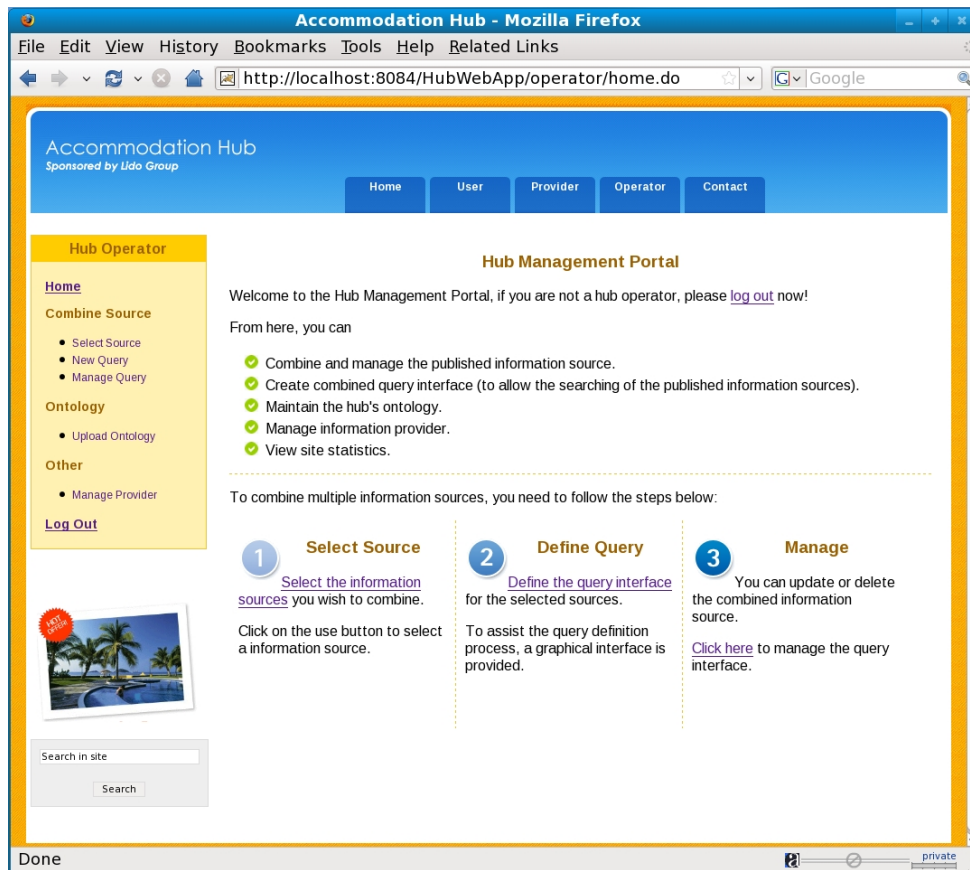 Accommodation Hub - Mozilla Firefox
File Edit View History Bookmarks Tools Help Related Links
http://localhost:8084/HubWebApp/operator/home.do
G Google
Accommodation Hub
Sponsored by Lido Group
Home User Provider Operator Contact
Hub Operator
Home
Combine Source
Select Source
New Query
Manage Query
Ontology
Upload Ontology
Other
Manage Provider
Log Out
HOT
OFFER!
Search in site
Search
Hub Management Portal
Welcome to the Hub Management Portal, if you are not a hub operator, please log out now!
From here, you can
Combine and manage the published information source.
Create combined query interface (to allow the searching of the published information sources).
Maintain the hub's ontology.
Manage information provider.
View site statistics.
To combine multiple information sources, you need to follow the steps below:
1 Select Source
Select the information
sources you wish to combine.
Click on the use button to select
a information source.
2 Define Query
Define the query interface
for the selected sources.
To assist the query definition
process, a graphical interface is
provided.
3 Manage
You can update or delete
the combined information
source.
Click here to manage the query
interface.
Done
a
private